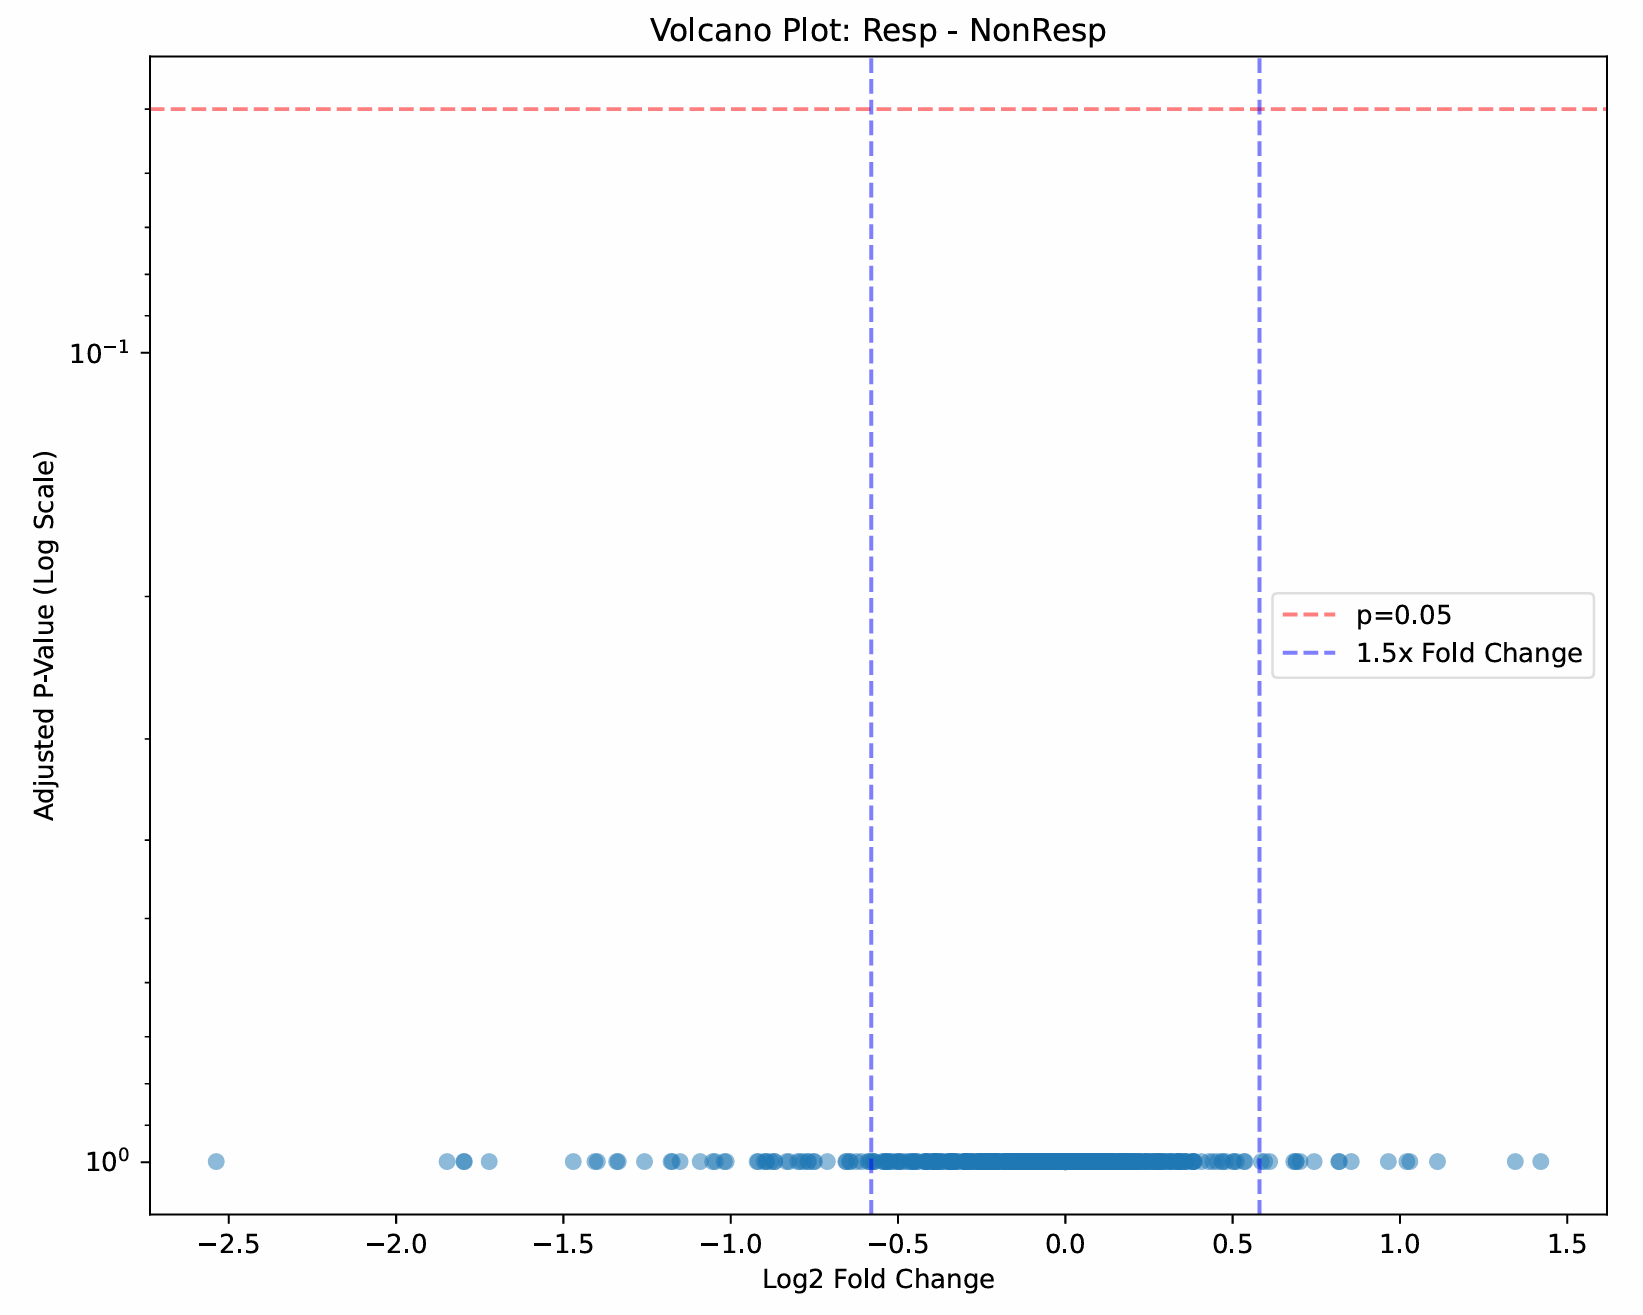 Volcano Plot: Resp - NonResp
Adjusted P-Value (Log Scale)
10⁻¹
10⁰
p=0.05
1.5x Fold Change
−2.5 −2.0 −1.5 −1.0 −0.5 0.0 0.5 1.0 1.5
Log2 Fold Change